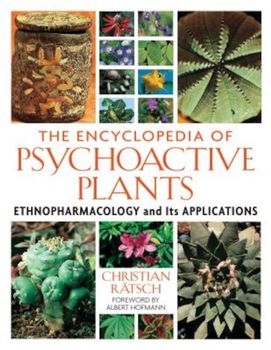 THE ENCYCLOPEDIA OF
PSYCHOACTIVE
PLANTS
ETHNOPHARMACOLOGY and Its APPLICATIONS
CHRISTIAN
RÄTSCH
FOREWORD BY
ALBERT HOFMANN